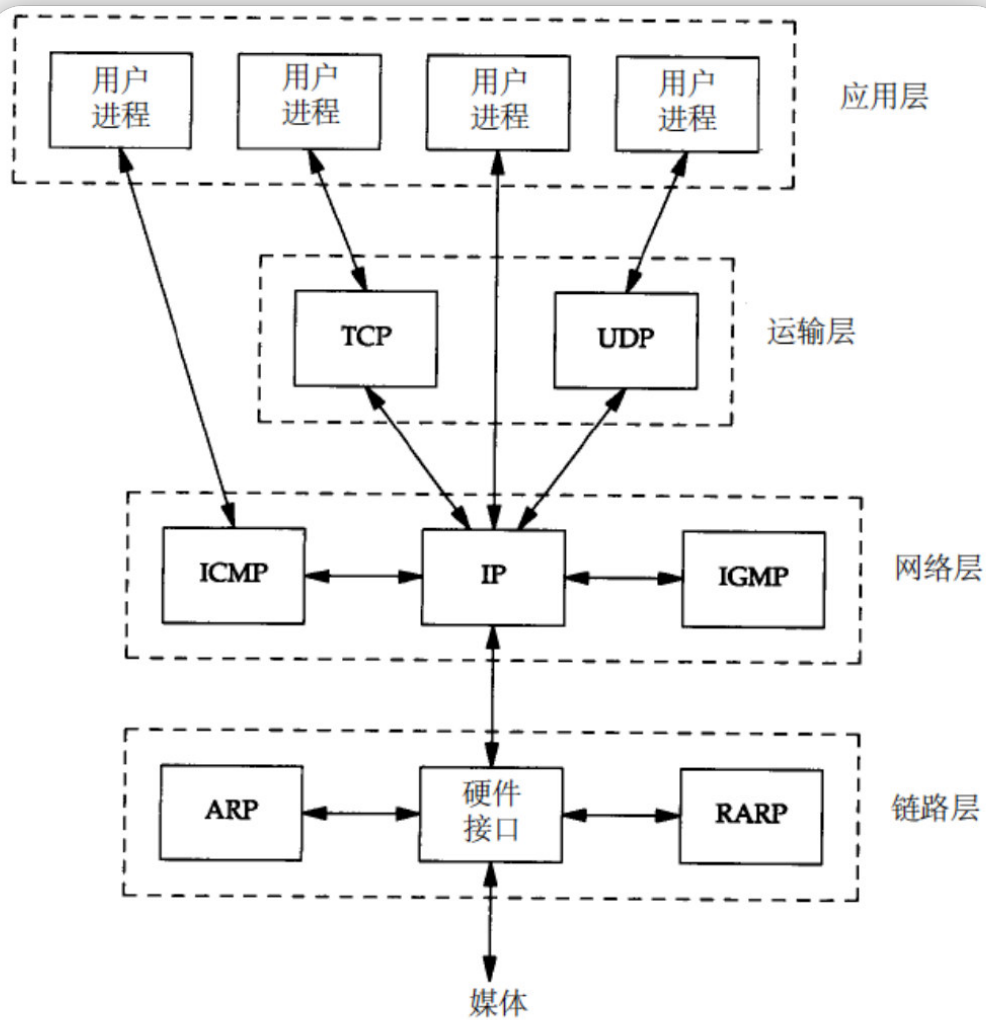 用户
进程
用户
进程
用户
进程
用户
进程
应用层
TCP
UDP
运输层
ICMP
IP
IGMP
网络层
ARP
硬件
接口
RARP
链路层
媒体